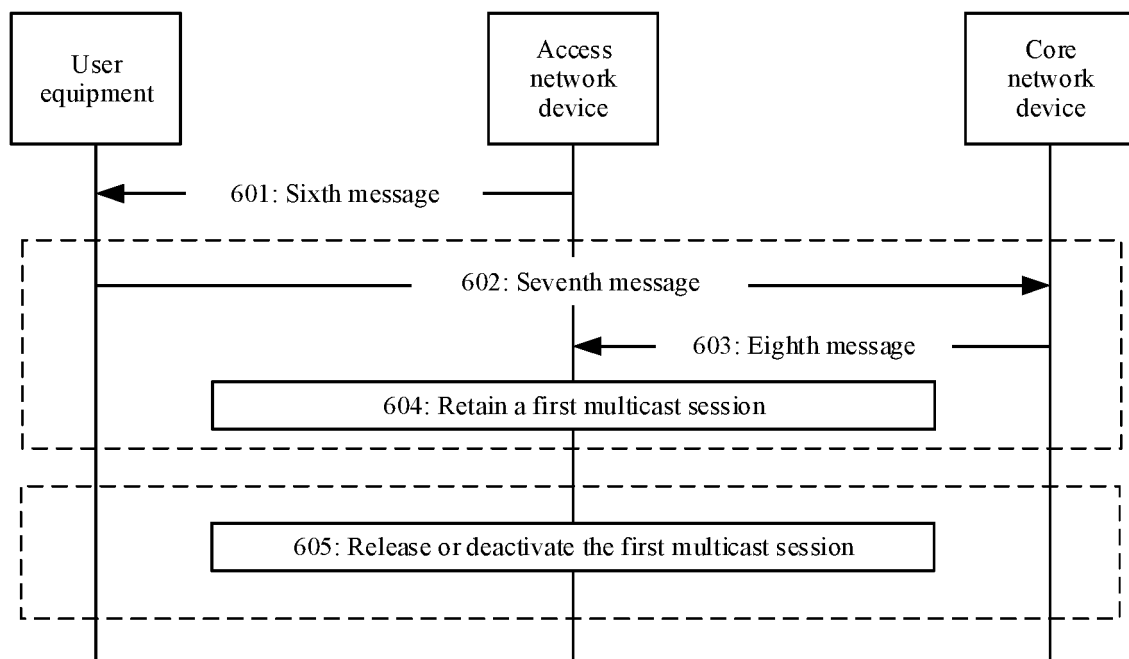 User
equipment
Access
network
device
Core
network
device
601: Sixth message
602: Seventh message
603: Eighth message
604: Retain a first multicast session
605: Release or deactivate the first multicast session